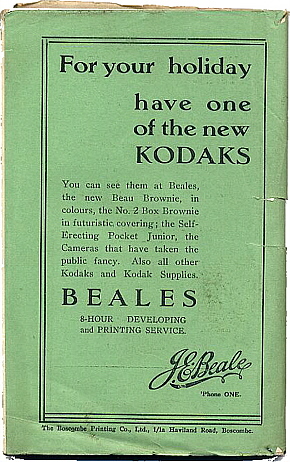 For your holiday
have one
of the new
KODAKS
You can see them at Beales,
the new Beau Brownie, in
colours, the No. 2 Box Brownie
in futuristic covering; the Self-
Erecting Pocket Junior, the
Cameras that have taken the
public fancy. Also all other
Kodaks and Kodak Supplies.
BEALES
8-HOUR DEVELOPING
and PRINTING SERVICE.
J.E. Beale
'Phone ONE.
The Boscombe Printing Co., Ltd., 1/1a Haviland Road, Boscombe.